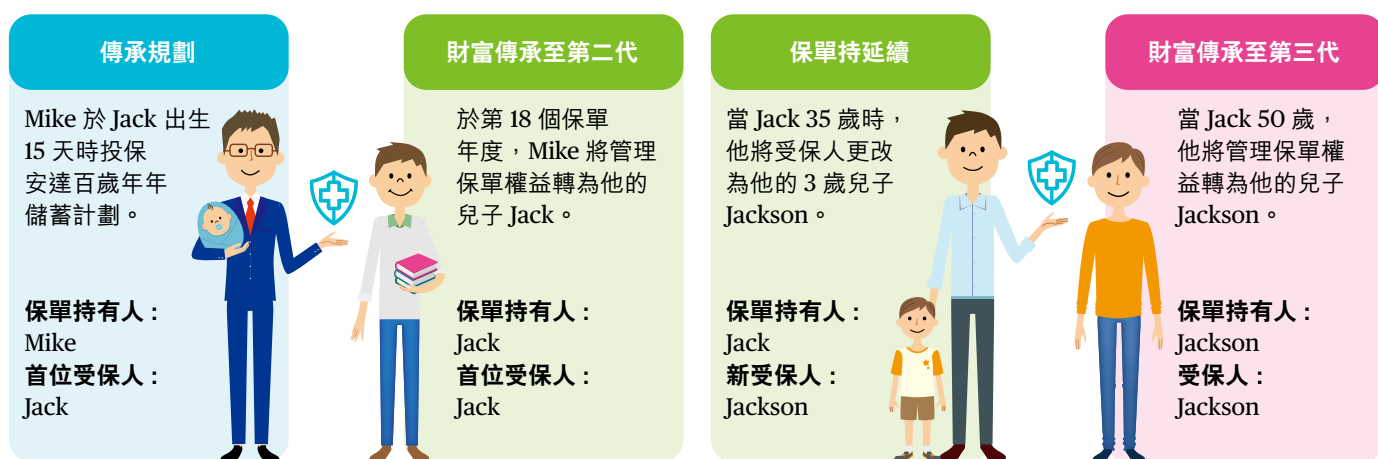 傳承規劃
Mike 於 Jack 出生
15 天時投保
安達百歲年年
儲蓄計劃。
保單持有人：
Mike
首位受保人：
Jack
財富傳承至第二代
於第 18 個保單
年度，Mike 將管理
保單權益轉為他的
兒子 Jack。
保單持有人：
Jack
首位受保人：
Jack
保單持延續
當 Jack 35 歲時，
他將受保人更改
為他的 3 歲兒子
Jackson。
保單持有人：
Jack
新受保人：
Jackson
財富傳承至第三代
當 Jack 50 歲，
他將管理保單權
益轉為他的兒子
Jackson。
保單持有人：
Jackson
受保人：
Jackson